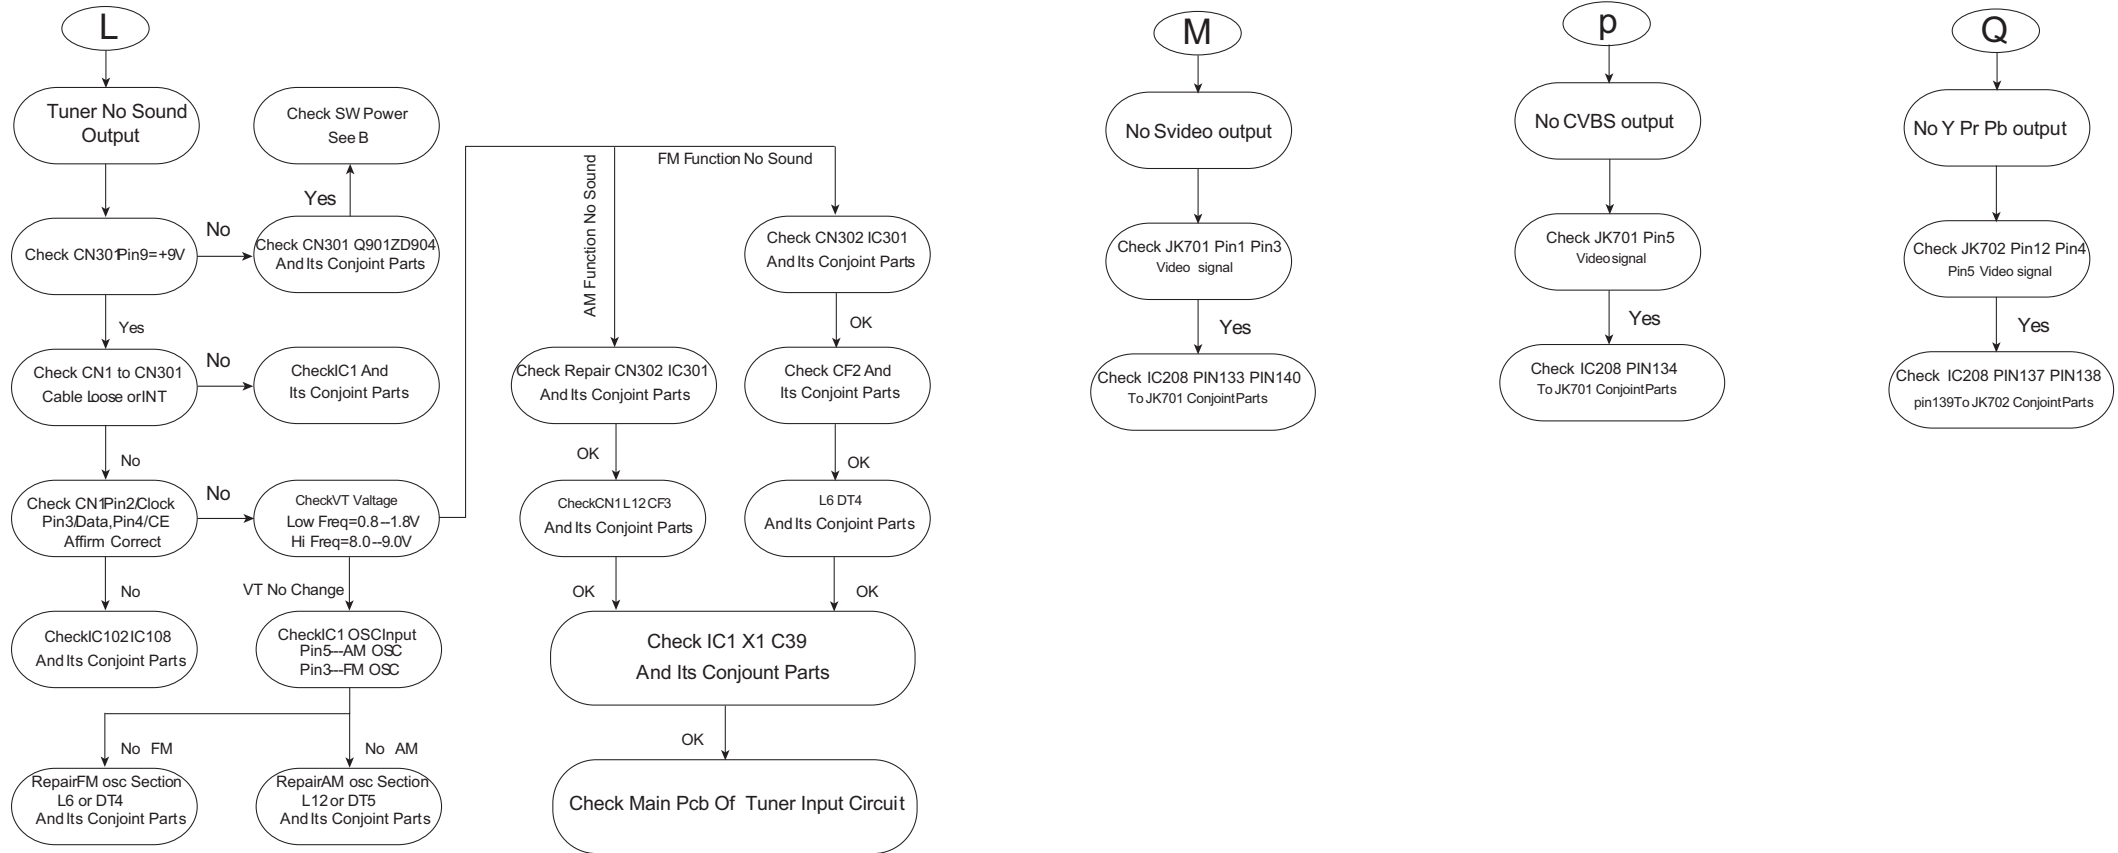 L
Tuner No Sound
Output
Check SW Power
See B
Yes
Check CN301Pin9=+9V
No
Check CN301 Q901ZD904
And Its Conjoint Parts
Yes
Check CN1 to CN301
Cable Loose orINT
No
CheckIC1 And
Its Conjoint Parts
No
Check CN1Pin2/Clock
Pin3/Data,Pin4/CE
Affirm Correct
No
CheckVT Valtage
Low Freq=0.8--1.8V
Hi Freq=8.0--9.0V
No
VT No Change
CheckIC102IC108
And Its Conjoint Parts
CheckIC1 OSCInput
Pin5---AM OSC
Pin3---FM OSC
No FM
No AM
RepairFM osc Section
L6 or DT4
And Its Conjoint Parts
RepairAM osc Section
L12 or DT5
And Its Conjoint Parts
AM Function No Sound
FM Function No Sound
Check CN302 IC301
And Its Conjoint Parts
OK
Check Repair CN302 IC301
And Its Conjoint Parts
Check CF2 And
Its Conjoint Parts
OK
OK
CheckCN1 L12 CF3
And Its Conjoint Parts
L6 DT4
And Its Conjoint Parts
OK
OK
Check IC1 X1 C39
And Its Conjount Parts
OK
Check Main Pcb Of Tuner Input Circuit
M
No Svideo output
Check JK701 Pin1 Pin3
Video signal
Yes
Check IC208 PIN133 PIN140
To JK701 ConjointParts
p
No CVBS output
Check JK701 Pin5
Videosignal
Yes
Check IC208 PIN134
To JK701 ConjointParts
Q
No Y Pr Pb output
Check JK702 Pin12 Pin4
Pin5 Video signal
Yes
Check IC208 PIN137 PIN138
pin139To JK702 ConjointParts